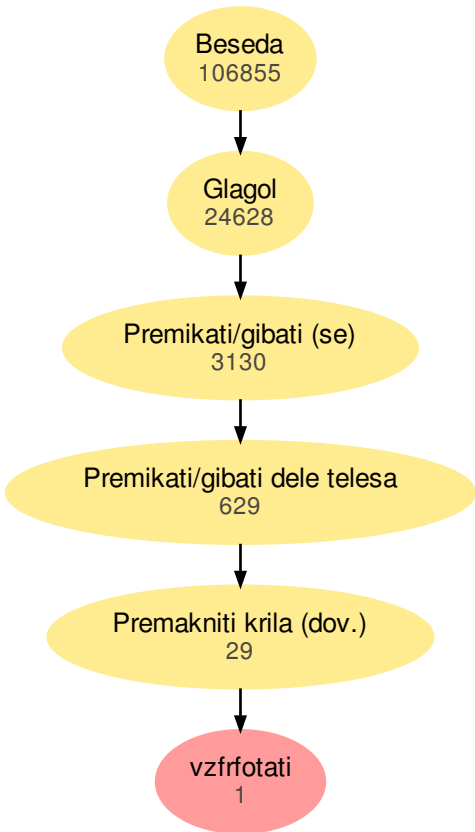 Beseda
106855
Glagol
24628
Premikati/gibati (se)
3130
Premikati/gibati dele telesa
629
Premakniti krila (dov.)
29
vzfrfotati
1